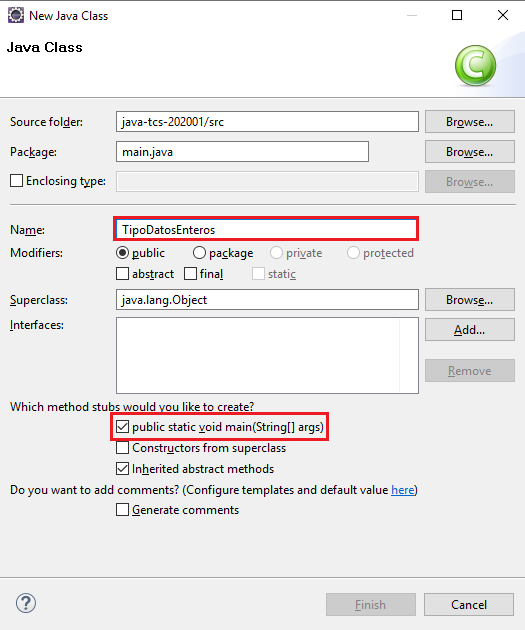 New Java Class
Java Class
Source folder: java-tcs-202001/src Browse...
Package: main.java Browse...
Enclosing type: Browse...
Name: TipoDatosEnteros
Modifiers: public package private protected
abstract final static
Superclass: java.lang.Object Browse...
Interfaces: Add...
Remove
Which method stubs would you like to create?
public static void main(String[] args)
Constructors from superclass
Inherited abstract methods
Do you want to add comments? (Configure templates and default value here)
Generate comments
? Finish Cancel